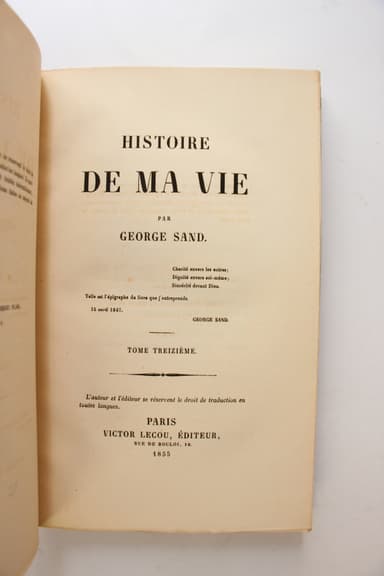 HISTOIRE
DE MA VIE
PAR
GEORGE SAND.
Charité envers les autres;
Dignité envers soi-même;
Sincérité devant Dieu.
Telle est l'épigraphe du livre que j'entreprends.
15 avril 1847.
GEORGE SAND.
TOME TREIZIÈME.
L'auteur et l'éditeur se réservent le droit de traduction en
toutes langues.
PARIS
VICTOR LECOU, ÉDITEUR,
RUE DU BOULOI, 10.
1855